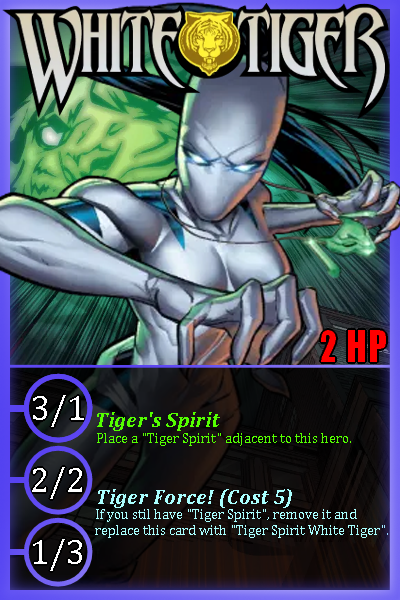 WHITE TIGER
2 HP
3/1
Tiger's Spirit
Place a "Tiger Spirit" adjacent to this hero.
2/2
Tiger Force! (Cost 5)
If you stil have "Tiger Spirit", remove it and
replace this card with "Tiger Spirit White Tiger".
1/3